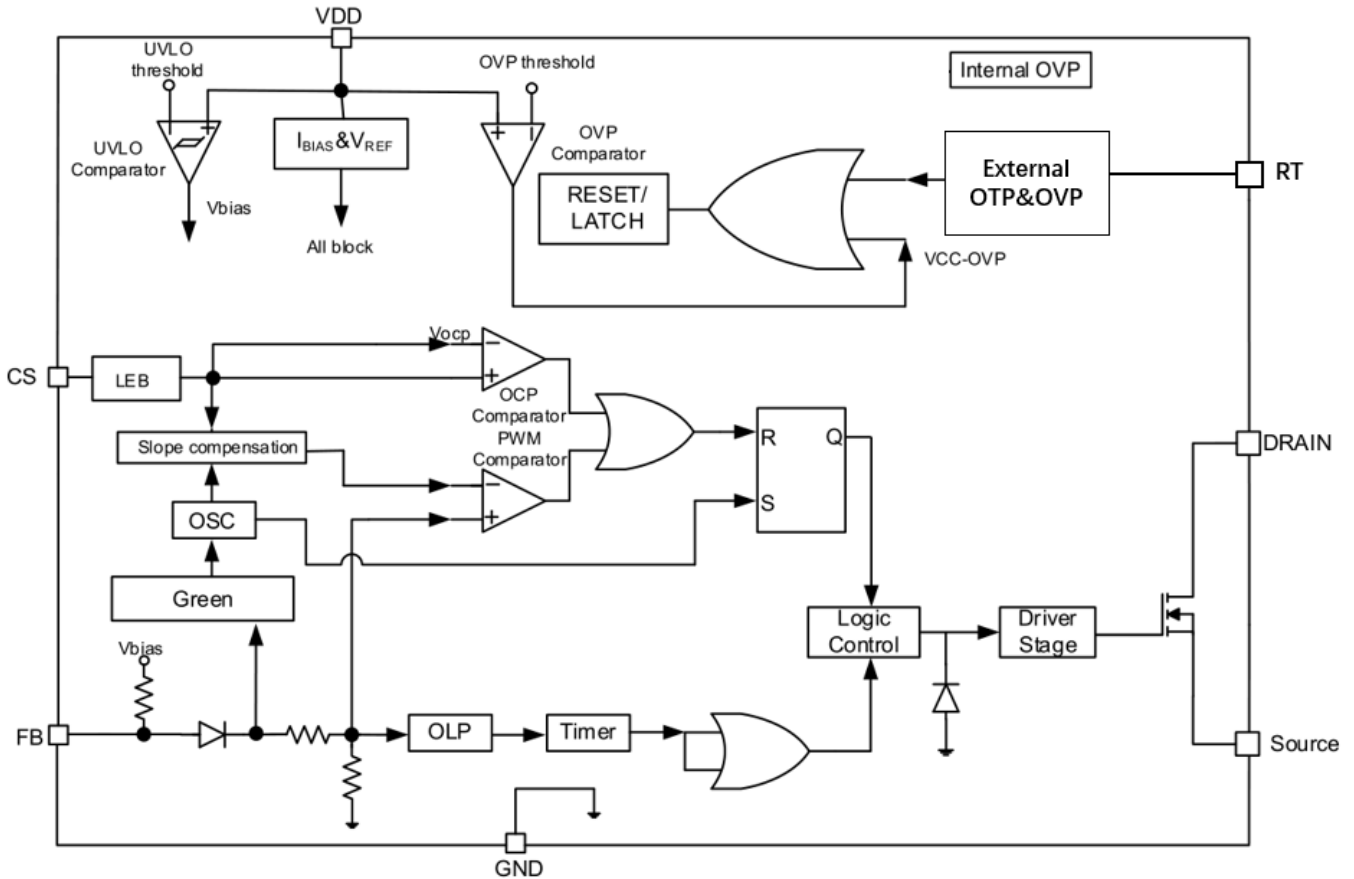 VDD
UVLO
threshold
OVP threshold
Internal OVP
UVLO
Comparator
I_BIAS&V_REF
OVP
Comparator
RESET/
LATCH
External
OTP&OVP
RT
Vbias
All block
VCC-OVP
+
+
Vocp
CS
LEB
−
+
OCP
Comparator
PWM
Comparator
Slope compensation
R
Q
DRAIN
−
+
S
OSC
Green
Logic
Control
Driver
Stage
Vbias
FB
OLP
Timer
Source
GND